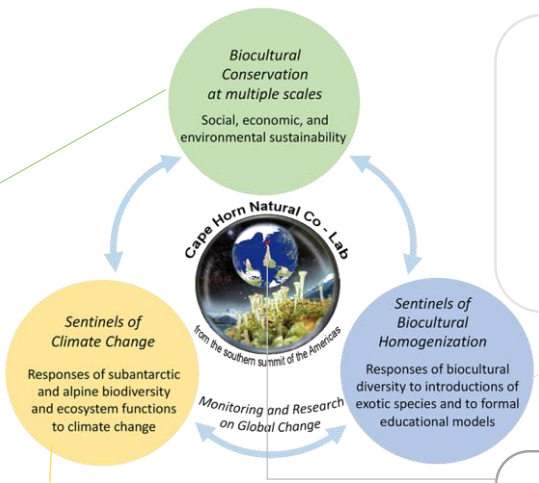 Biocultural
Conservation
at multiple scales
Social, economic, and
environmental sustainability
Cape Horn Natural Co - Lab
from the southern summit of the Americas
Sentinels of
Climate Change
Responses of subantarctic
and alpine biodiversity
and ecosystem functions
to climate change
Monitoring and Research
on Global Change
Sentinels of
Biocultural
Homogenization
Responses of biocultural
diversity to introductions of
exotic species and to formal
educational models